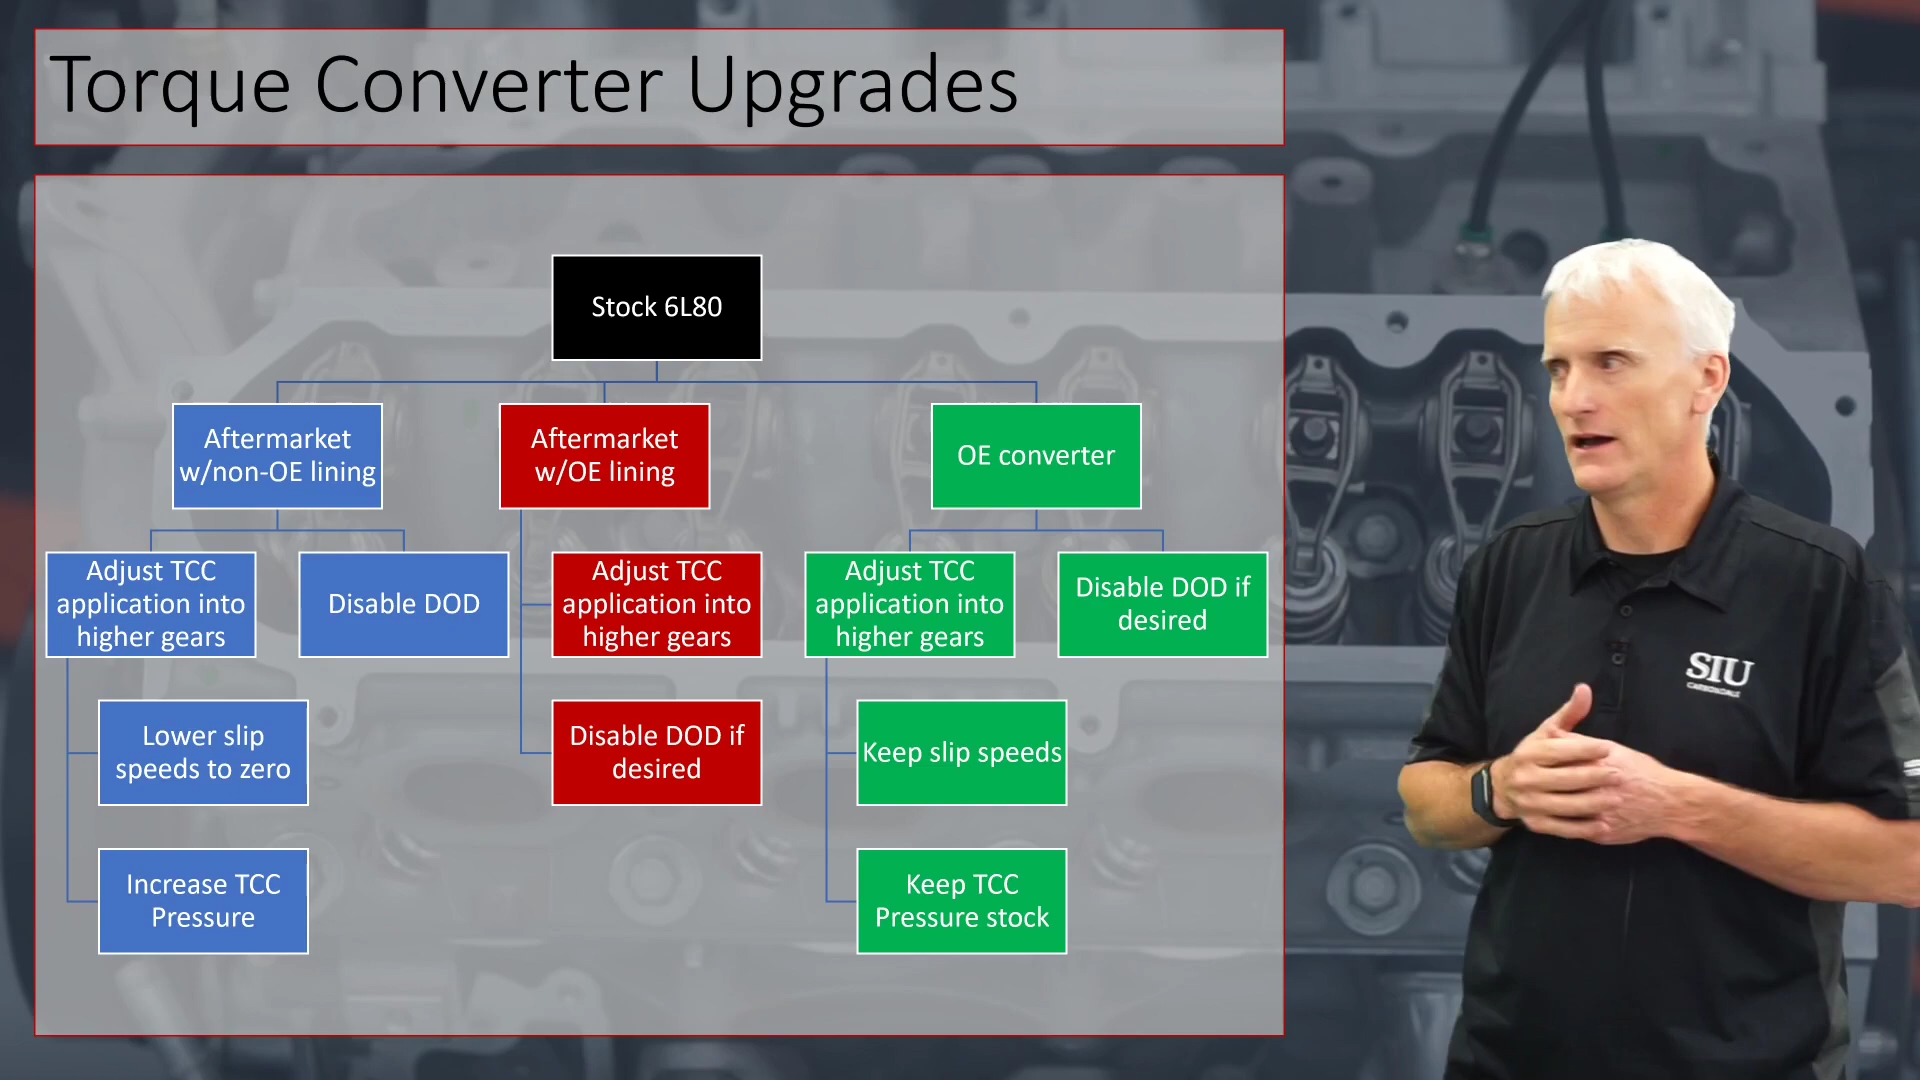 Torque Converter Upgrades
Stock 6L80
Aftermarket
w/non-OE lining
Aftermarket
w/OE lining
OE converter
Adjust TCC
application into
higher gears
Disable DOD
Adjust TCC
application into
higher gears
Adjust TCC
application into
higher gears
Disable DOD if
desired
Lower slip
speeds to zero
Disable DOD if
desired
Keep slip speeds
Increase TCC
Pressure
Keep TCC
Pressure stock
SIU
CARBONDALE